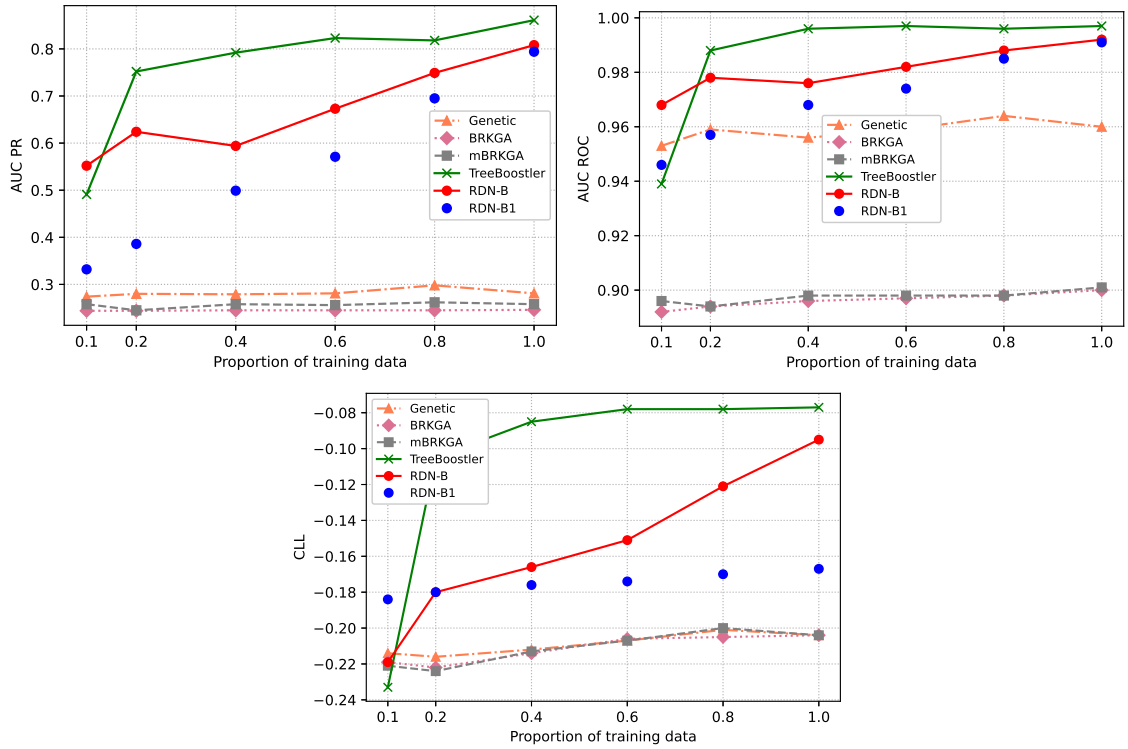 0.8
0.7
0.6
0.5
0.4
0.3
AUC PR
Genetic
BRKGA
mBRKGA
TreeBoostler
RDN-B
RDN-B1
0.1 0.2 0.4 0.6 0.8 1.0
Proportion of training data
1.00
0.98
0.96
0.94
0.92
0.90
AUC ROC
Genetic
BRKGA
mBRKGA
TreeBoostler
RDN-B
RDN-B1
0.1 0.2 0.4 0.6 0.8 1.0
Proportion of training data
−0.08
−0.10
−0.12
−0.14
−0.16
−0.18
−0.20
−0.22
−0.24
CLL
Genetic
BRKGA
mBRKGA
TreeBoostler
RDN-B
RDN-B1
0.1 0.2 0.4 0.6 0.8 1.0
Proportion of training data